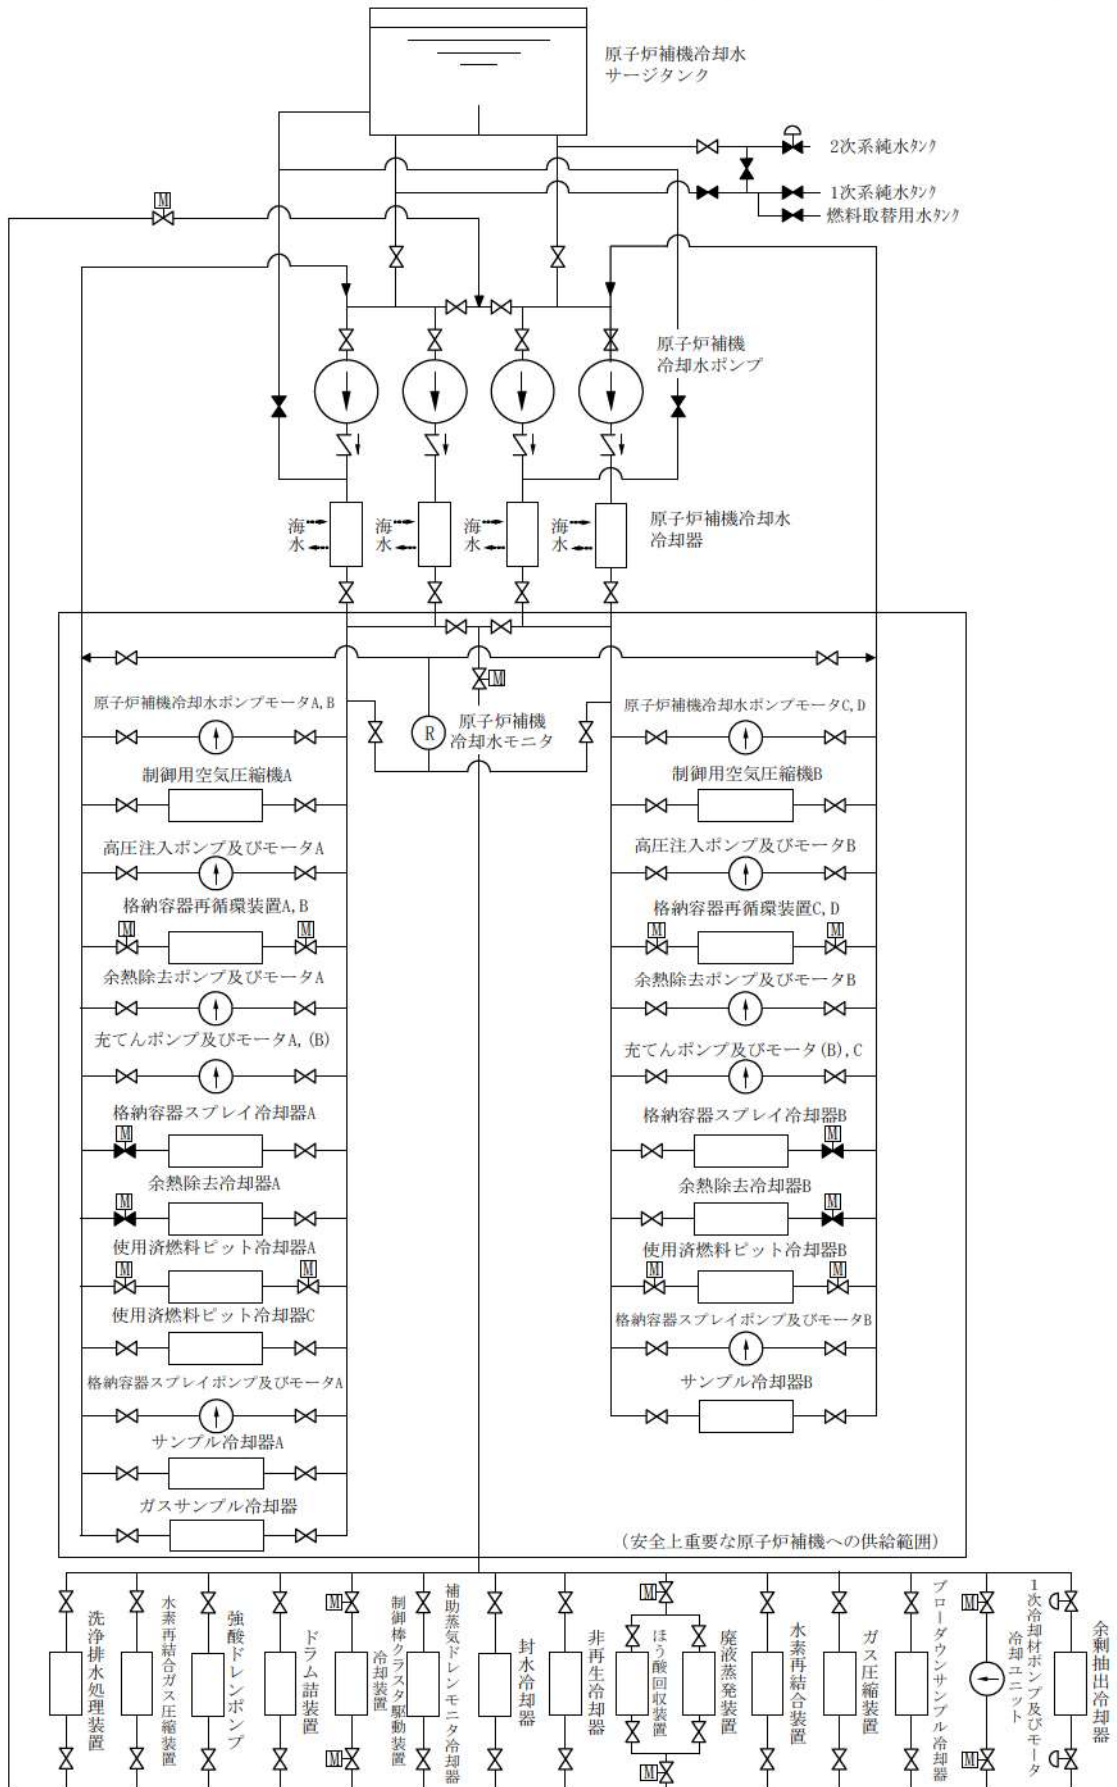 原子炉補機冷却水
サージタンク
2次系純水タンク
1次系純水タンク
燃料取替用水タンク
M
原子炉補機
冷却水ポンプ
海水
海水
海水
海水
原子炉補機冷却水
冷却器
M
原子炉補機冷却水ポンプモータA,B
原子炉補機
冷却水モニタ
R
原子炉補機冷却水ポンプモータC,D
制御用空気圧縮機A
制御用空気圧縮機B
高圧注入ポンプ及びモータA
高圧注入ポンプ及びモータB
格納容器再循環装置A,B
格納容器再循環装置C,D
M
M
M
M
余熱除去ポンプ及びモータA
余熱除去ポンプ及びモータB
充てんポンプ及びモータA,(B)
充てんポンプ及びモータ(B),C
格納容器スプレイ冷却器A
格納容器スプレイ冷却器B
M
M
余熱除去冷却器A
余熱除去冷却器B
M
M
使用済燃料ピット冷却器A
使用済燃料ピット冷却器B
M
M
M
M
使用済燃料ピット冷却器C
格納容器スプレイポンプ及びモータB
格納容器スプレイポンプ及びモータA
サンプル冷却器B
サンプル冷却器A
ガスサンプル冷却器
(安全上重要な原子炉補機への供給範囲)
洗浄排水処理装置
水素再結合ガス圧縮装置
強酸ドレンポンプ
ドラム詰装置
M
M
制御棒クラスタ駆動装置
冷却装置
補助蒸気ドレンモニタ冷却器
封水冷却器
非再生冷却器
M
M
ほう酸回収装置
廃液蒸発装置
水素再結合装置
ガス圧縮装置
ブローダウンサンプル冷却器
M
M
1次冷却材ポンプ及びモータ
冷却ユニット
余剰抽出冷却器